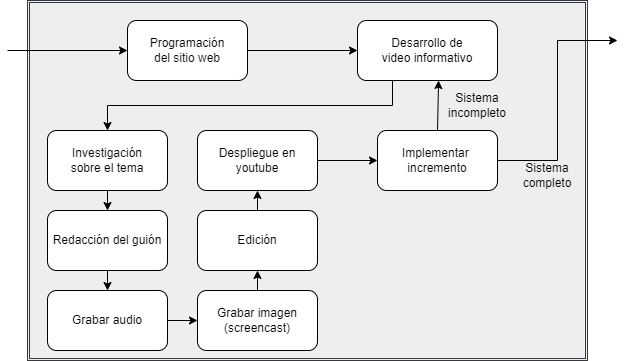 Programación
del sitio web
Desarrollo de
video informativo
Sistema
incompleto
Investigación
sobre el tema
Despliegue en
youtube
Implementar
incremento
Sistema
completo
Redacción del guión
Edición
Grabar audio
Grabar imagen
(screencast)